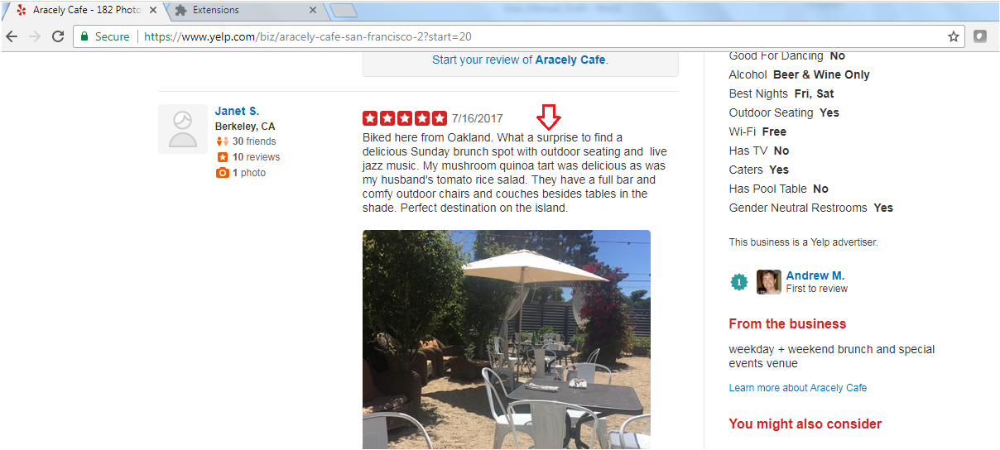 Aracely Cafe - 182 Photo
Extensions
Secure
https://www.yelp.com/biz/aracely-cafe-san-francisco-2?start=20
Start your review of Aracely Cafe.
Janet S.
Berkeley, CA
30 friends
10 reviews
1 photo
7/16/2017
Biked here from Oakland. What a surprise to find a
delicious Sunday brunch spot with outdoor seating and  live
jazz music. My mushroom quinoa tart was delicious as was
my husband's tomato rice salad. They have a full bar and
comfy outdoor chairs and couches besides tables in the
shade. Perfect destination on the island.
Good For Dancing No
Alcohol Beer & Wine Only
Best Nights Fri, Sat
Outdoor Seating Yes
Wi-Fi Free
Has TV No
Caters Yes
Has Pool Table No
Gender Neutral Restrooms Yes
This business is a Yelp advertiser.
1
Andrew M.
First to review
From the business
weekday + weekend brunch and special
events venue
Learn more about Aracely Cafe
You might also consider